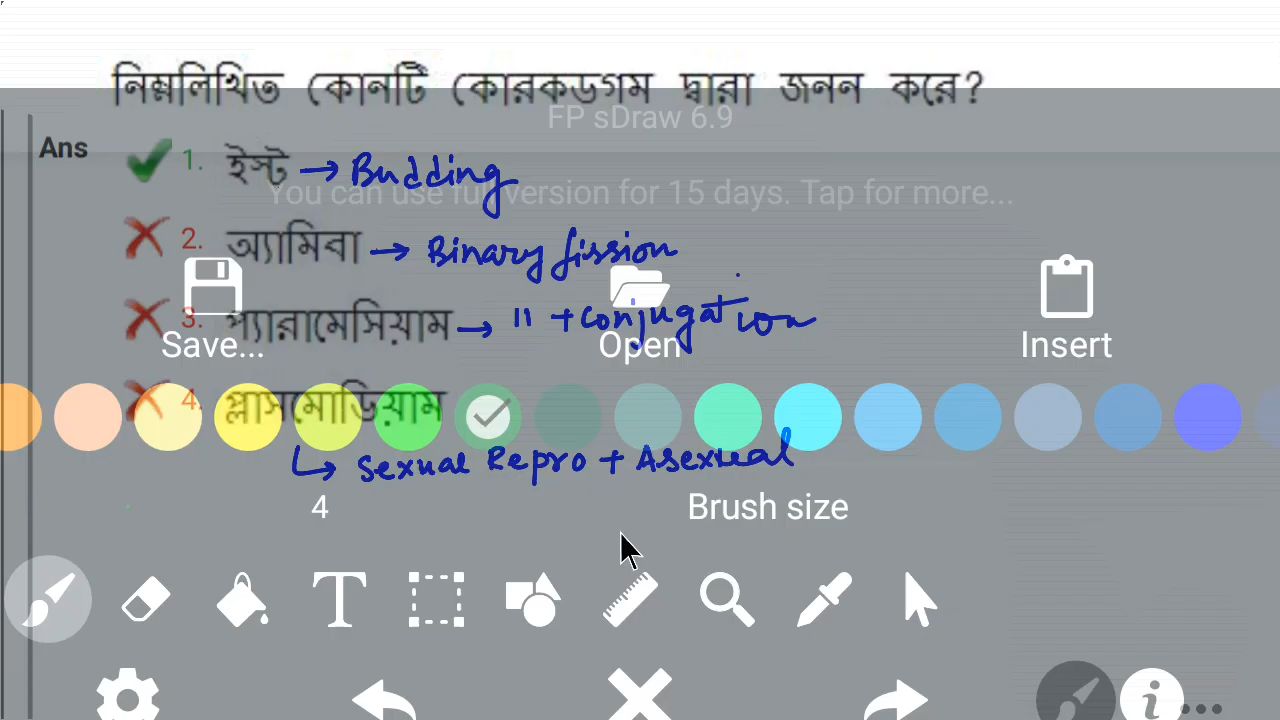 নিম্নলিখিত কোনটি কোরকডগম দ্বারা জনন করে?
FP sDraw 6.9
Ans 1. ইস্ট → Budding
You can use full version for 15 days. Tap for more...
2. অ্যামিবা → Binary fission
3. প্যারামেসিয়াম → " + conjugation
Save... Open Insert
4. প্লাসমোডিয়াম
↳ Sexual Repro + Asexual
4 Brush size